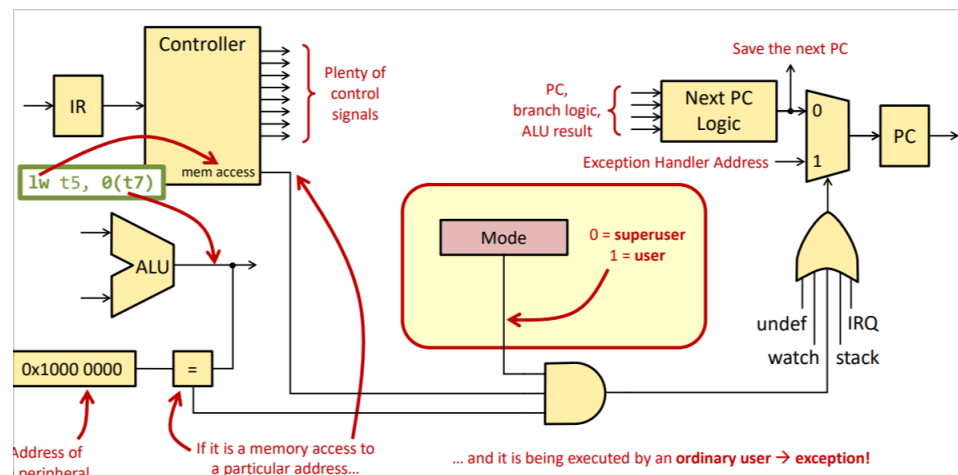 Controller
IR
Plenty of
control
signals
mem access
lw t5, 0(t7)
ALU
0x1000 0000
=
Address of
peripheral
If it is a memory access to
a particular address...
Mode
0 = superuser
1 = user
Save the next PC
PC,
branch logic,
ALU result
Next PC
Logic
0
1
PC
Exception Handler Address
undef
IRQ
watch
stack
... and it is being executed by an ordinary user → exception!